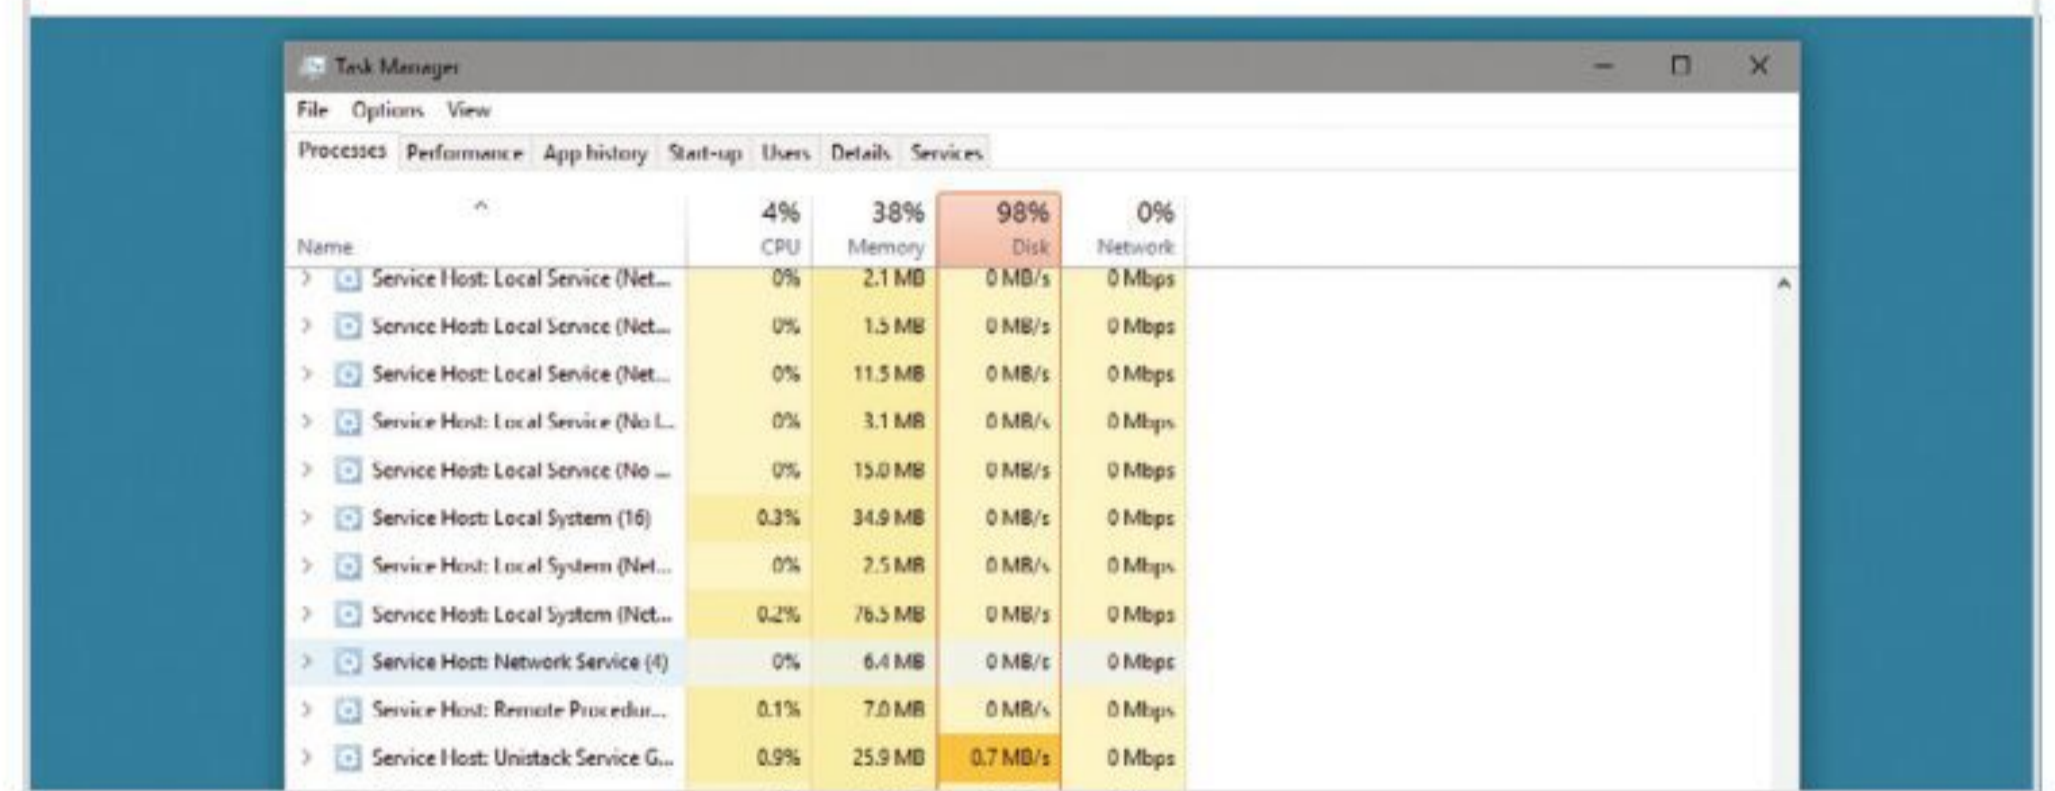 Task Manager
File Options View
Processes Performance App history Start-up Users Details Services
4% 38% 98% 0%
Name CPU Memory Disk Network
Service Host: Local Service (Net... 0% 2.1 MB 0 MB/s 0 Mbps
Service Host: Local Service (Net... 0% 1.5 MB 0 MB/s 0 Mbps
Service Host: Local Service (Net... 0% 11.5 MB 0 MB/s 0 Mbps
Service Host: Local Service (No I... 0% 3.1 MB 0 MB/s 0 Mbps
Service Host: Local Service (No ... 0% 15.0 MB 0 MB/s 0 Mbps
Service Host: Local System (16) 0.3% 34.9 MB 0 MB/s 0 Mbps
Service Host: Local System (Net... 0% 2.5 MB 0 MB/s 0 Mbps
Service Host: Local System (Net... 0.2% 76.5 MB 0 MB/s 0 Mbps
Service Host: Network Service (4) 0% 6.4 MB 0 MB/s 0 Mbps
Service Host: Remote Procedur... 0.1% 7.0 MB 0 MB/s 0 Mbps
Service Host: Unistack Service G... 0.9% 25.9 MB 0.7 MB/s 0 Mbps